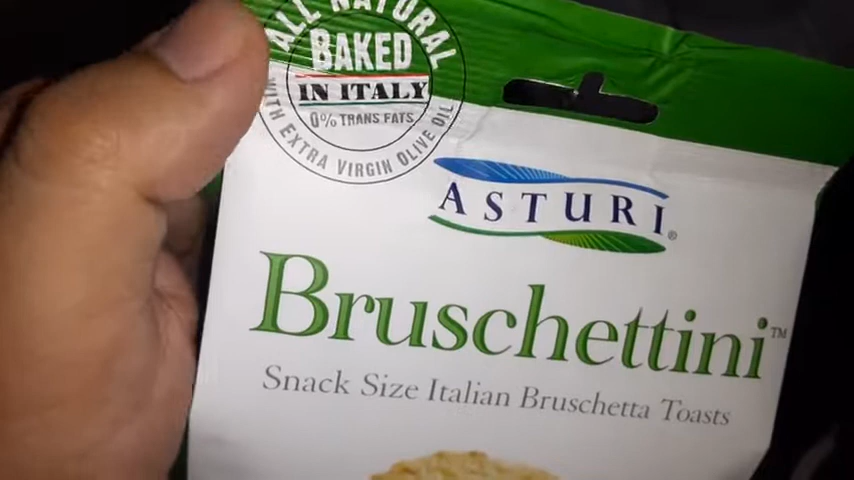 ALL NATURAL
BAKED
IN ITALY
0% TRANS FATS
WITH EXTRA VIRGIN OLIVE OIL
ASTURI®
Bruschettini™
Snack Size Italian Bruschetta Toasts